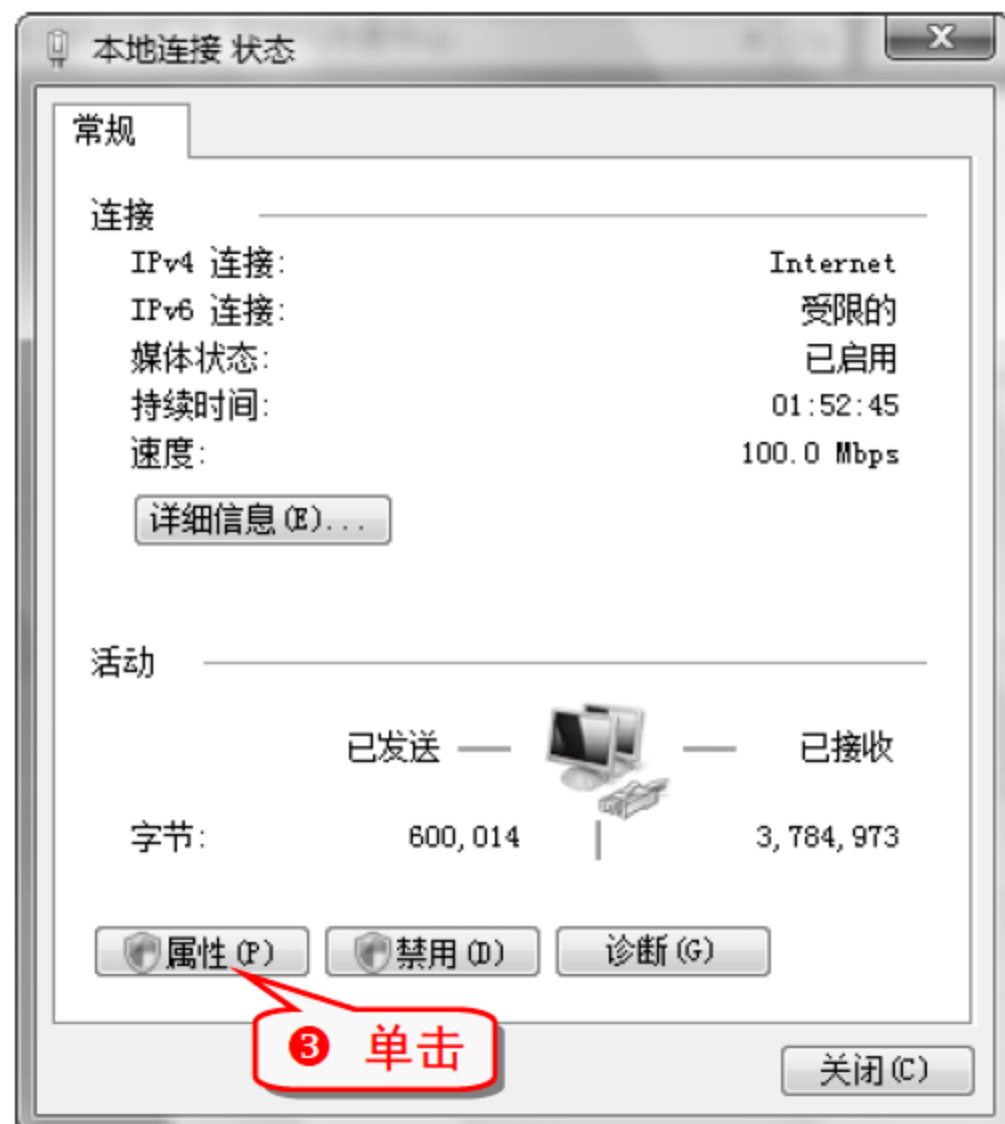 本地连接 状态
常规
连接
IPv4 连接: Internet
IPv6 连接: 受限的
媒体状态: 已启用
持续时间: 01:52:45
速度: 100.0 Mbps
详细信息(E)...
活动
已发送 — — 已接收
字节: 600,014 | 3,784,973
属性(P) 禁用(D) 诊断(G)
❸ 单击
关闭(C)